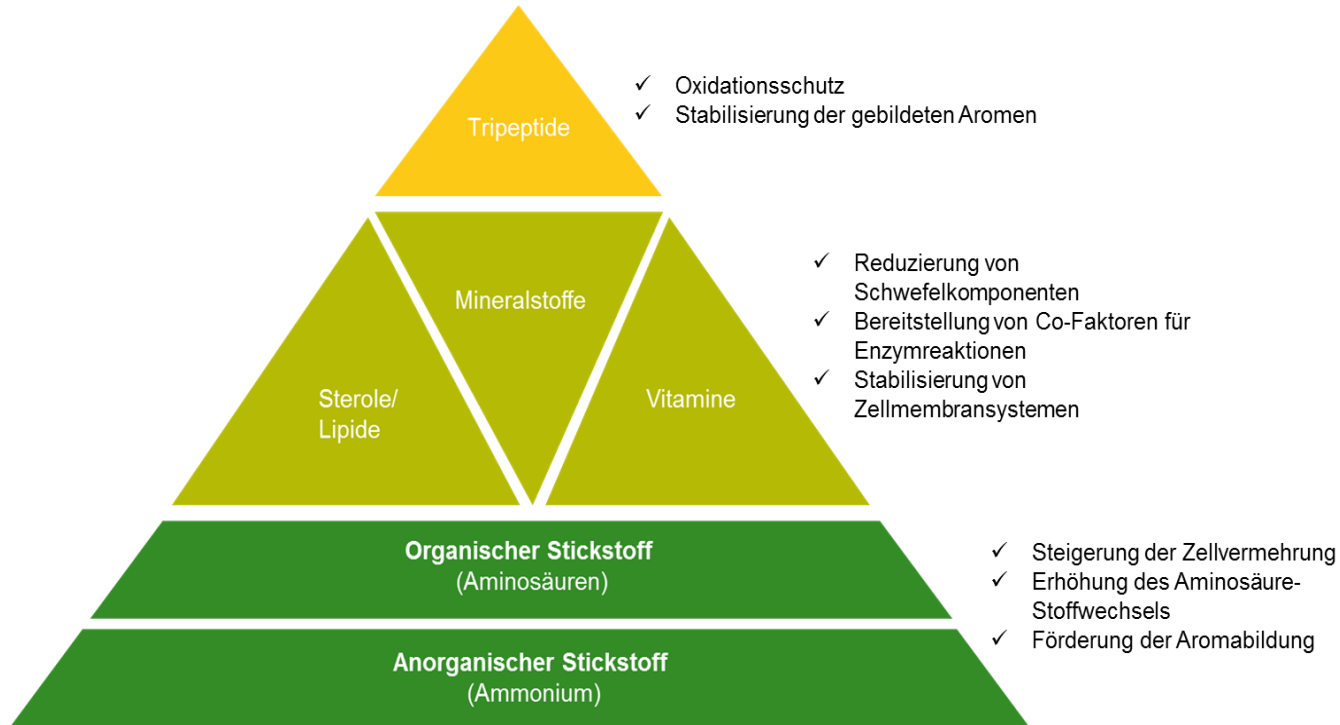 Tripeptide
✓ Oxidationsschutz
✓ Stabilisierung der gebildeten Aromen
Mineralstoffe
Sterole/
Lipide
Vitamine
✓ Reduzierung von
Schwefelkomponenten
✓ Bereitstellung von Co-Faktoren für
Enzymreaktionen
✓ Stabilisierung von
Zellmembransystemen
Organischer Stickstoff
(Aminosäuren)
Anorganischer Stickstoff
(Ammonium)
✓ Steigerung der Zellvermehrung
✓ Erhöhung des Aminosäure-
Stoffwechsels
✓ Förderung der Aromabildung